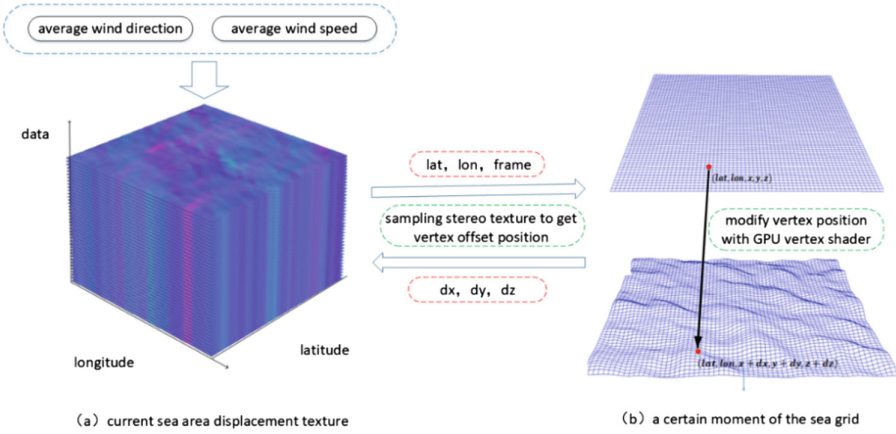 average wind direction
average wind speed
data
lat, lon, frame
sampling stereo texture to get
vertex offset position
dx, dy, dz
longitude
latitude
(a) current sea area displacement texture
(lat,lon,x,y,z)
modify vertex position
with GPU vertex shader
(lat,lon,x + dx,y + dy,z + dz)
(b) a certain moment of the sea grid